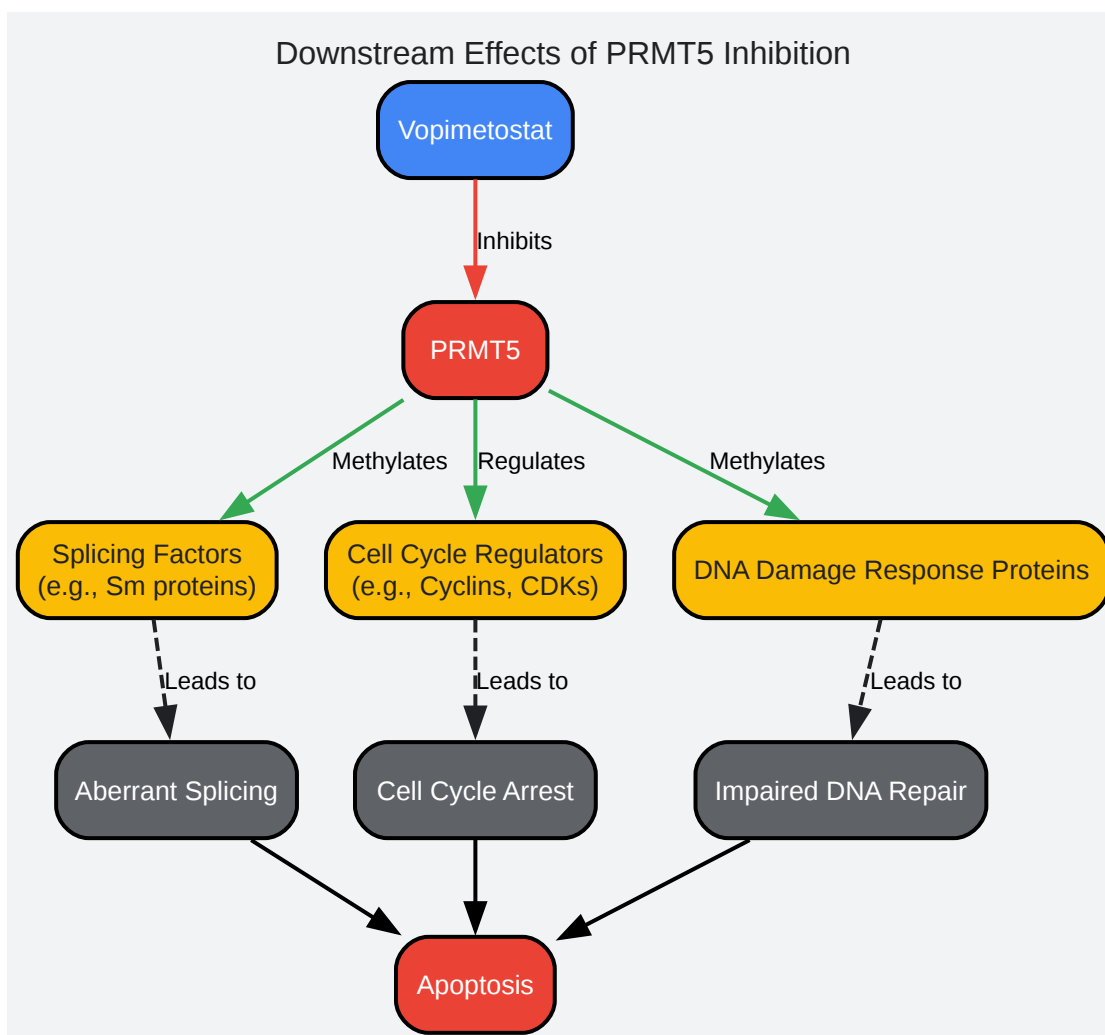 Downstream Effects of PRMT5 Inhibition
Vopimetostat
Inhibits
PRMT5
Methylates
Regulates
Methylates
Splicing Factors
(e.g., Sm proteins)
Cell Cycle Regulators
(e.g., Cyclins, CDKs)
DNA Damage Response Proteins
Leads to
Leads to
Leads to
Aberrant Splicing
Cell Cycle Arrest
Impaired DNA Repair
Apoptosis